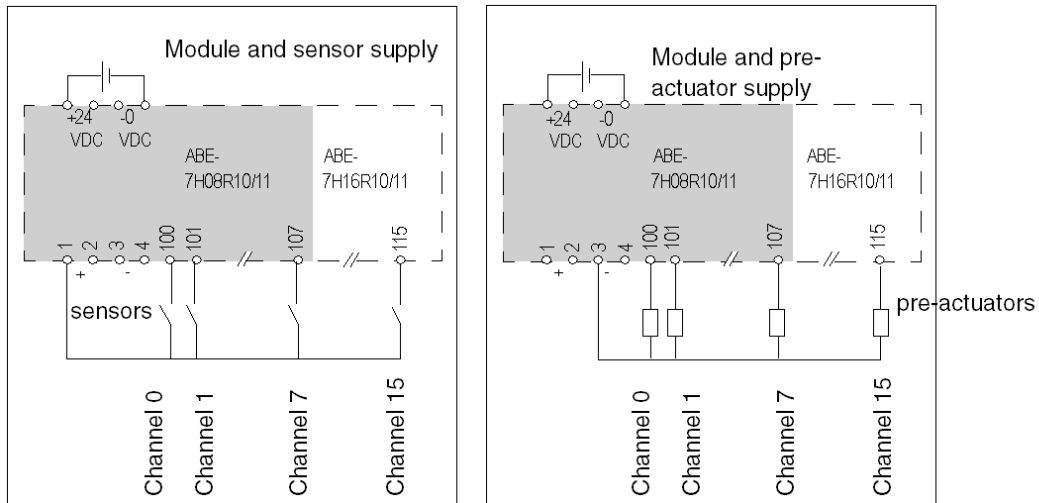 Module and sensor supply
+24 -0
VDC VDC
ABE-
7H08R10/11
ABE-
7H16R10/11
1 2 3 4 100 101 107 115
+ -
sensors
Channel 0
Channel 1
Channel 7
Channel 15
Module and pre-
actuator supply
+24 -0
VDC VDC
ABE-
7H08R10/11
ABE-
7H16R10/11
1 2 3 4 100 101 107 115
+ -
pre-actuators
Channel 0
Channel 1
Channel 7
Channel 15